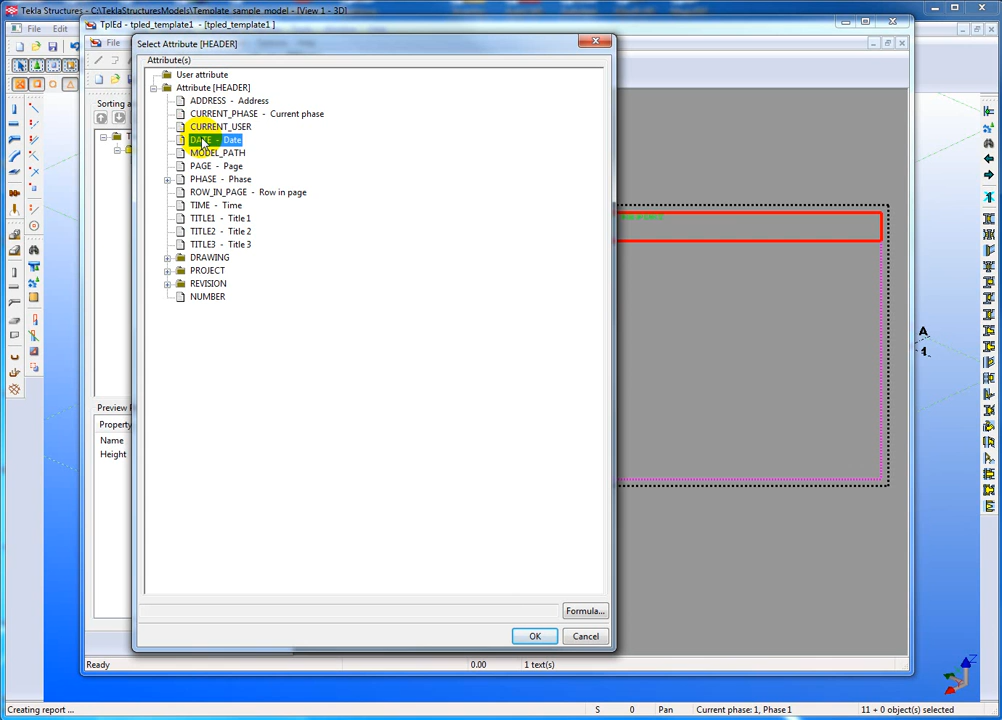 Tekla Structures - C:\TeklaStructuresModels\Template_sample_model - [View 1 - 3D]
File Edit
TplEd - tpled_template1 - [tpled_template1 ]
File
Select Attribute [HEADER]
Attribute(s)
User attribute
Attribute [HEADER]
ADDRESS - Address
CURRENT_PHASE - Current phase
CURRENT_USER
DATE - Date
MODEL_PATH
PAGE - Page
PHASE - Phase
ROW_IN_PAGE - Row in page
TIME - Time
TITLE1 - Title 1
TITLE2 - Title 2
TITLE3 - Title 3
DRAWING
PROJECT
REVISION
NUMBER
Sorting a
T
Preview
Property
Name
Height
A
1
Formula...
OK Cancel
Ready 0.00 1 text(s)
Z
Creating report ... S 0 Pan Current phase: 1, Phase 1 11 + 0 object(s) selected